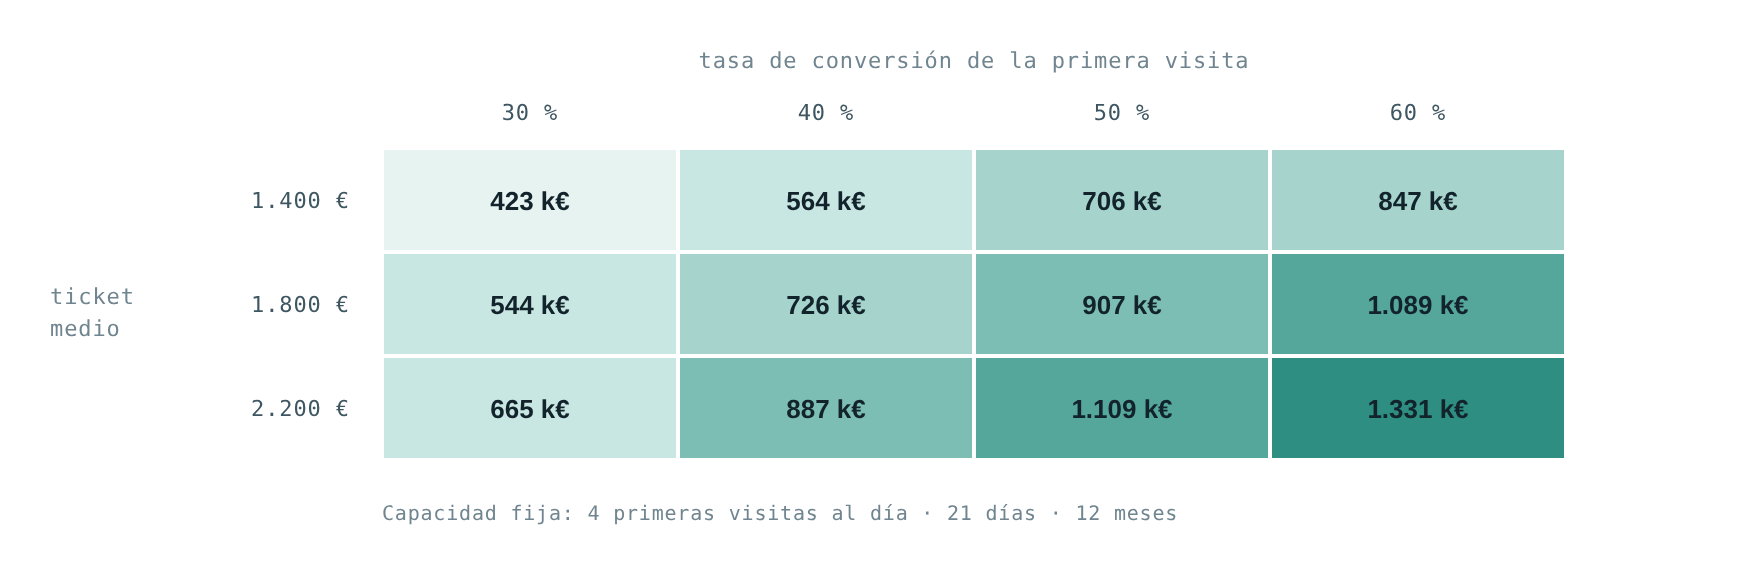 tasa de conversión de la primera visita
30 % 40 % 50 % 60 %
1.400 € 423 k€ 564 k€ 706 k€ 847 k€
ticket
medio
1.800 € 544 k€ 726 k€ 907 k€ 1.089 k€
2.200 € 665 k€ 887 k€ 1.109 k€ 1.331 k€
Capacidad fija: 4 primeras visitas al día · 21 días · 12 meses